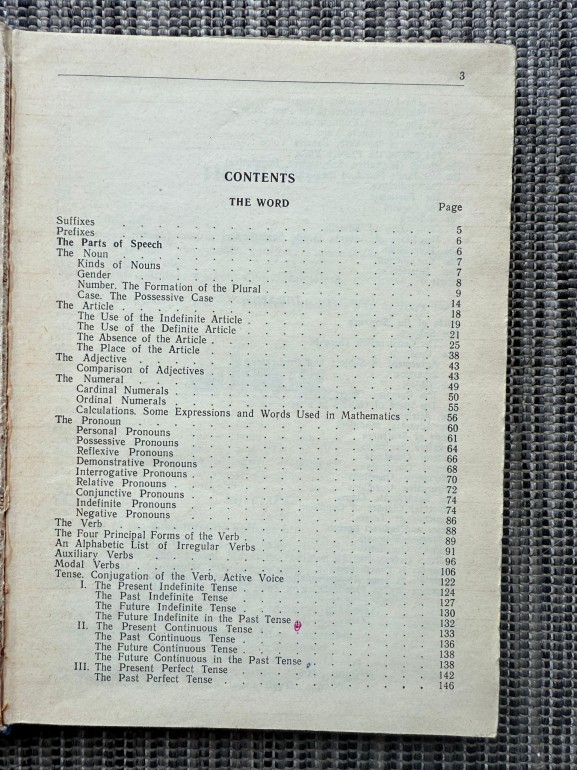 3
CONTENTS
THE WORD
Page
Suffixes . . . 5
Prefixes . . . 6
The Parts of Speech . . . 6
The Noun . . . 7
Kinds of Nouns . . . 7
Gender . . . 8
Number. The Formation of the Plural . . . 9
Case. The Possessive Case . . . 14
The Article . . . 18
The Use of the Indefinite Article . . . 19
The Use of the Definite Article . . . 21
The Absence of the Article . . . 25
The Place of the Article . . . 38
The Adjective . . . 43
Comparison of Adjectives . . . 43
The Numeral . . . 49
Cardinal Numerals . . . 50
Ordinal Numerals . . . 55
Calculations. Some Expressions and Words Used in Mathematics . . . 56
The Pronoun . . . 60
Personal Pronouns . . . 61
Possessive Pronouns . . . 64
Reflexive Pronouns . . . 66
Demonstrative Pronouns . . . 68
Interrogative Pronouns . . . 70
Relative Pronouns . . . 72
Conjunctive Pronouns . . . 74
Indefinite Pronouns . . . 74
Negative Pronouns . . . 86
The Verb . . . 88
The Four Principal Forms of the Verb . . . 89
An Alphabetic List of Irregular Verbs . . . 91
Auxiliary Verbs . . . 96
Modal Verbs . . . 106
Tense. Conjugation of the Verb, Active Voice . . . 122
I. The Present Indefinite Tense . . . 124
The Past Indefinite Tense . . . 127
The Future Indefinite Tense . . . 130
The Future Indefinite in the Past Tense . . . 132
II. The Present Continuous Tense . . . 133
The Past Continuous Tense . . . 136
The Future Continuous Tense . . . 138
The Future Continuous in the Past Tense . . . 138
III. The Present Perfect Tense . . . 142
The Past Perfect Tense . . . 146